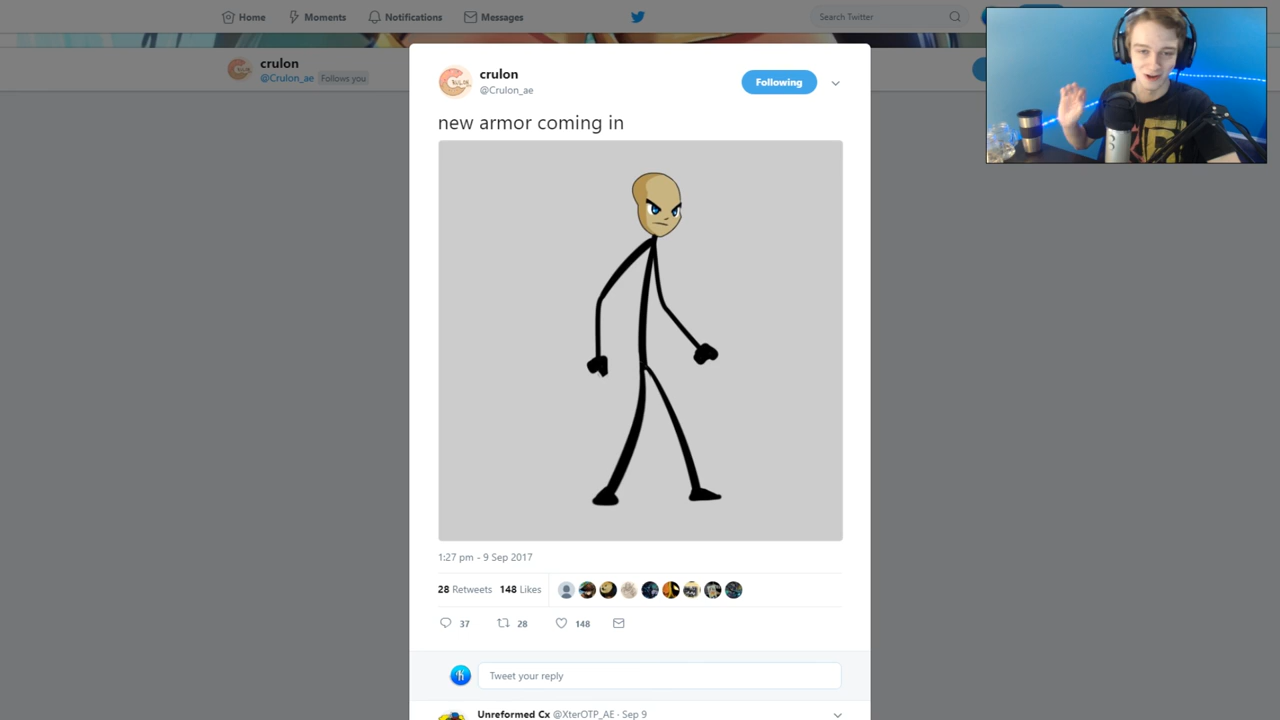 Home
Moments
Notifications
Messages
Search Twitter
crulon
@Crulon_ae Follows you
crulon
@Crulon_ae
Following
new armor coming in
1:27 pm - 9 Sep 2017
28 Retweets 148 Likes
37
28
148
Tweet your reply
Unreformed Cx @XterOTP_AE · Sep 9